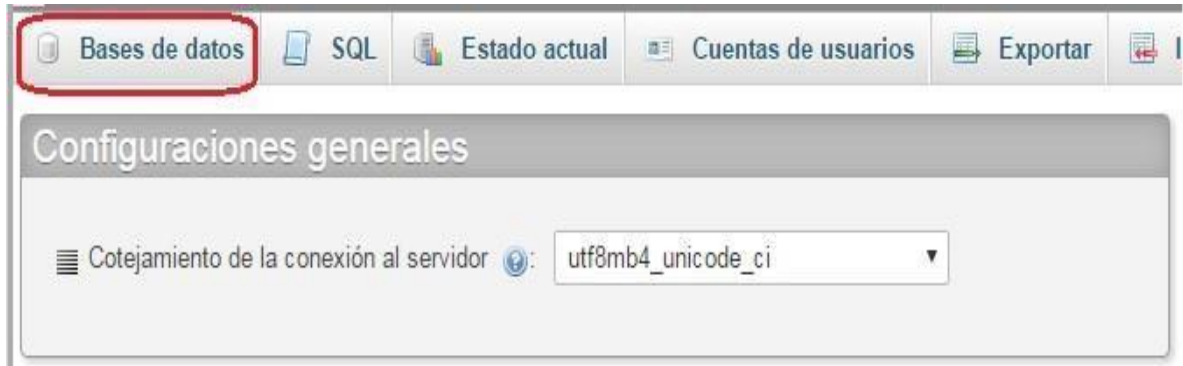 Bases de datos SQL Estado actual Cuentas de usuarios Exportar
Configuraciones generales
Cotejamiento de la conexión al servidor : utf8mb4_unicode_ci